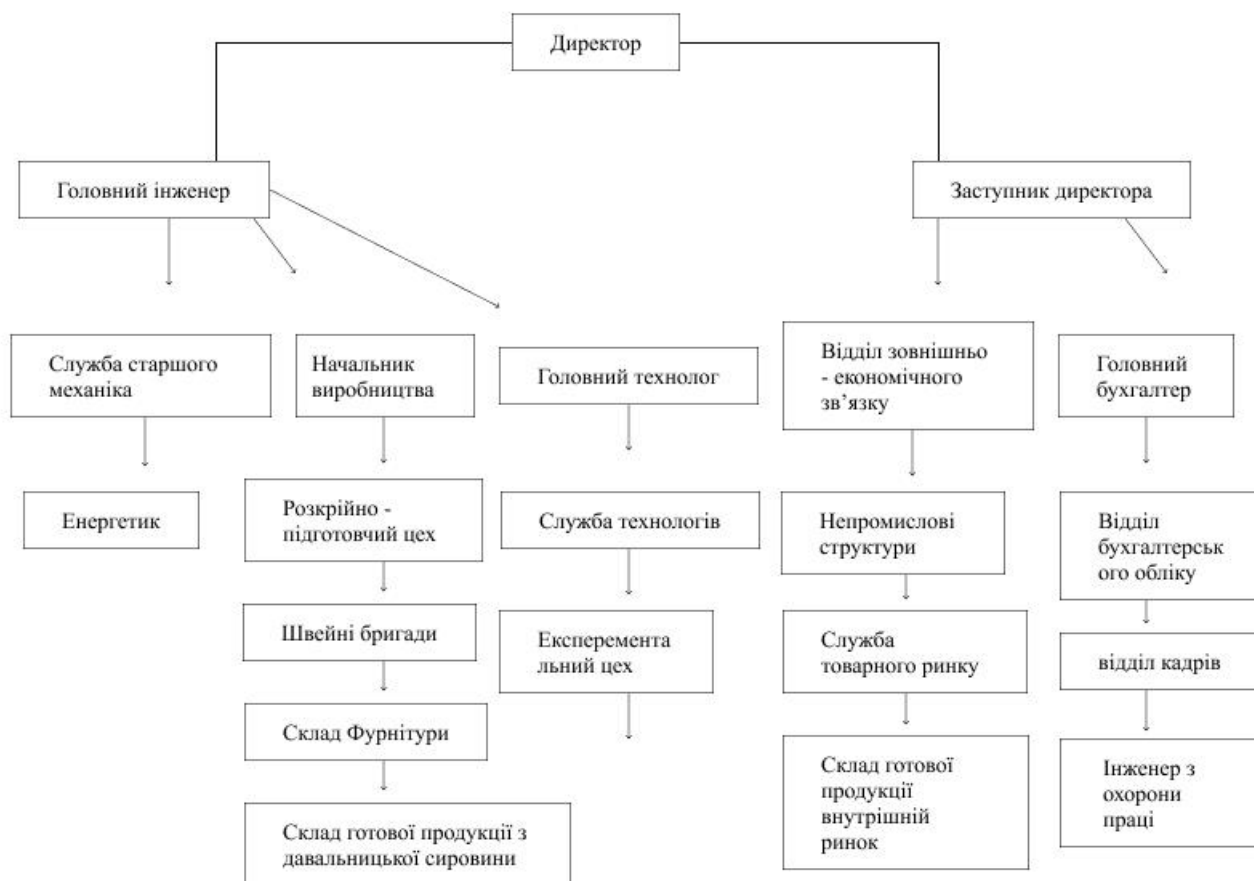 Директор
Головний інженер
Заступник директора
Служба старшого
механіка
Начальник
виробництва
Головний технолог
Відділ зовнішньо
- економічного
зв’язку
Головний
бухгалтер
Енергетик
Розкрійно -
підготовчий цех
Служба технологів
Непромислові
структури
Відділ
бухгалтерськ
ого обліку
Швейні бригади
Експеремента
льний цех
Служба
товарного ринку
відділ кадрів
Склад Фурнітури
Склад готової
продукції
внутрішній
ринок
Інженер з
охорони
праці
Склад готової продукції з
давальницької сировини